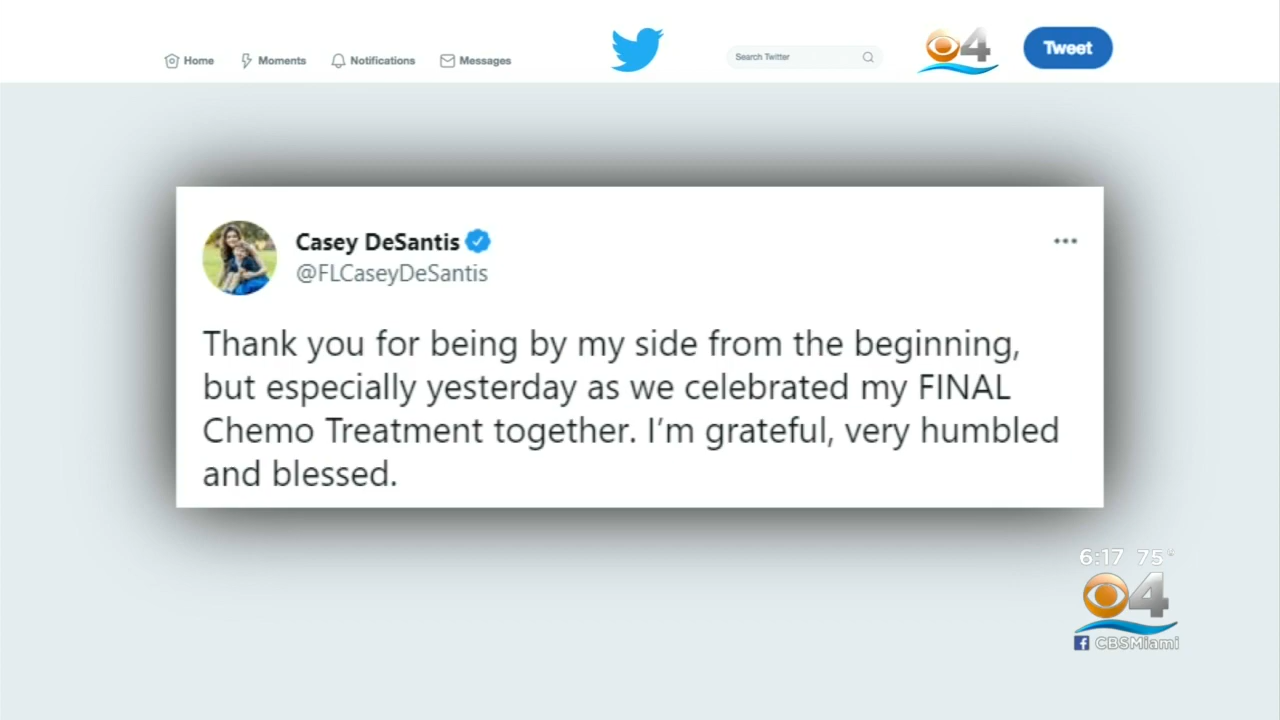 Home Moments Notifications Messages Search Twitter 4 Tweet
Casey DeSantis
@FLCaseyDeSantis
Thank you for being by my side from the beginning,
but especially yesterday as we celebrated my FINAL
Chemo Treatment together. I’m grateful, very humbled
and blessed.
6:17 75°
4
f CBSMiami